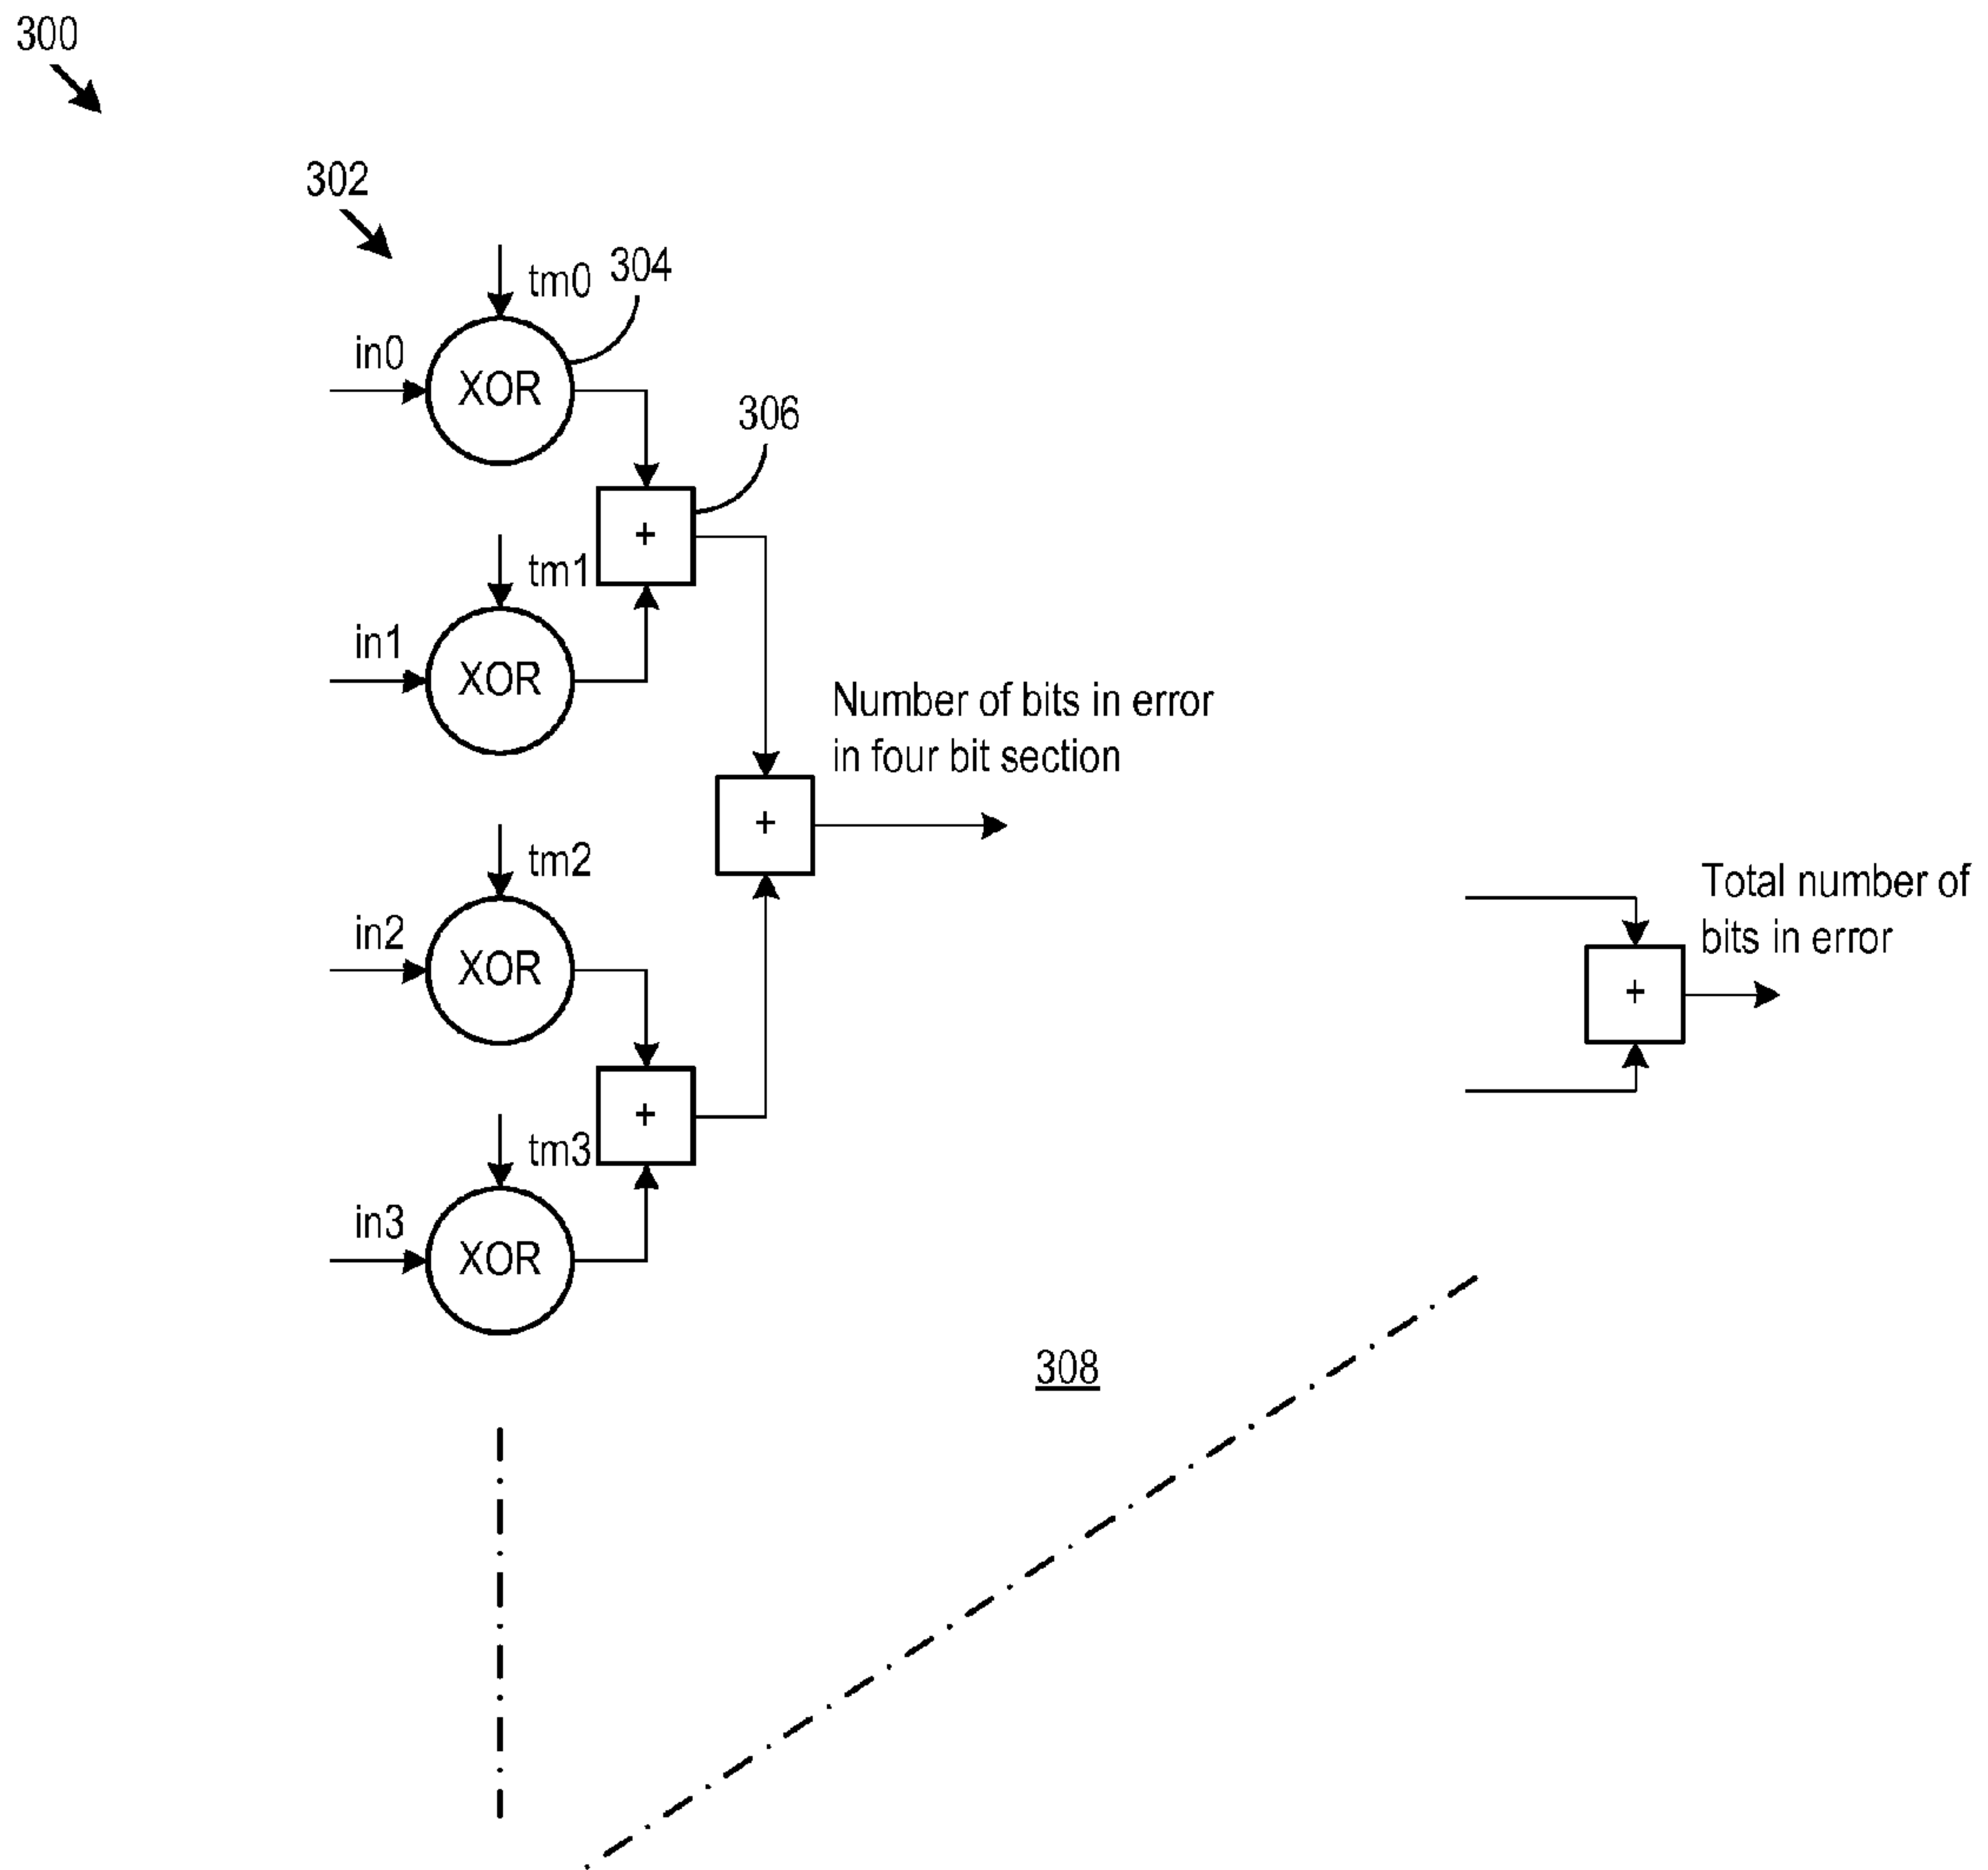 300
302
tm0
304
in0
XOR
306
+
tm1
in1
XOR
Number of bits in error
in four bit section
+
tm2
in2
XOR
Total number of
bits in error
+
+
tm3
in3
XOR
308